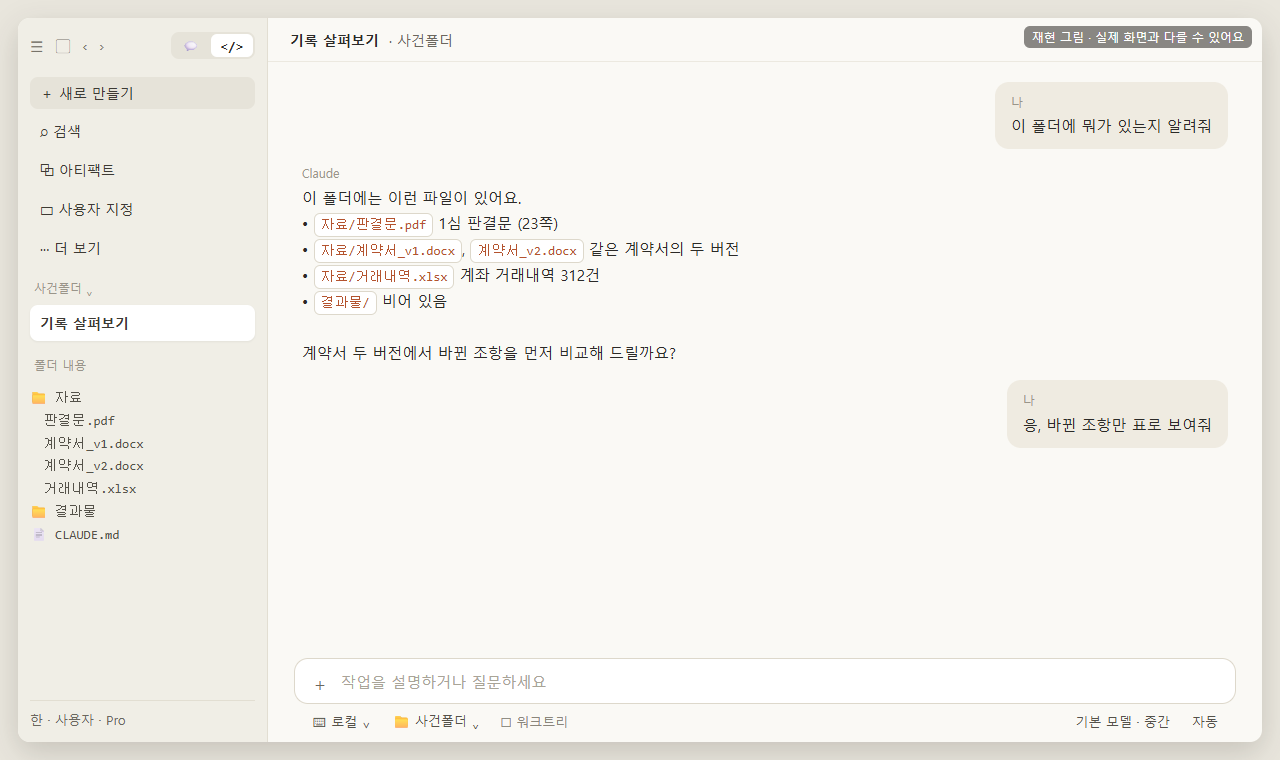 ☰ ‹ › </>
+ 새로 만들기
검색
아티팩트
사용자 지정
··· 더 보기
사건폴더 ⌄
기록 살펴보기
폴더 내용
자료
판결문.pdf
계약서_v1.docx
계약서_v2.docx
거래내역.xlsx
결과물
CLAUDE.md
한 · 사용자 · Pro
기록 살펴보기 · 사건폴더
재현 그림 · 실제 화면과 다를 수 있어요
나
이 폴더에 뭐가 있는지 알려줘
Claude
이 폴더에는 이런 파일이 있어요.
• 자료/판결문.pdf 1심 판결문 (23쪽)
• 자료/계약서_v1.docx, 계약서_v2.docx 같은 계약서의 두 버전
• 자료/거래내역.xlsx 계좌 거래내역 312건
• 결과물/ 비어 있음
계약서 두 버전에서 바뀐 조항을 먼저 비교해 드릴까요?
나
응, 바뀐 조항만 표로 보여줘
+ 작업을 설명하거나 질문하세요
로컬 ⌄ 사건폴더 ⌄ 워크트리
기본 모델 · 중간 자동